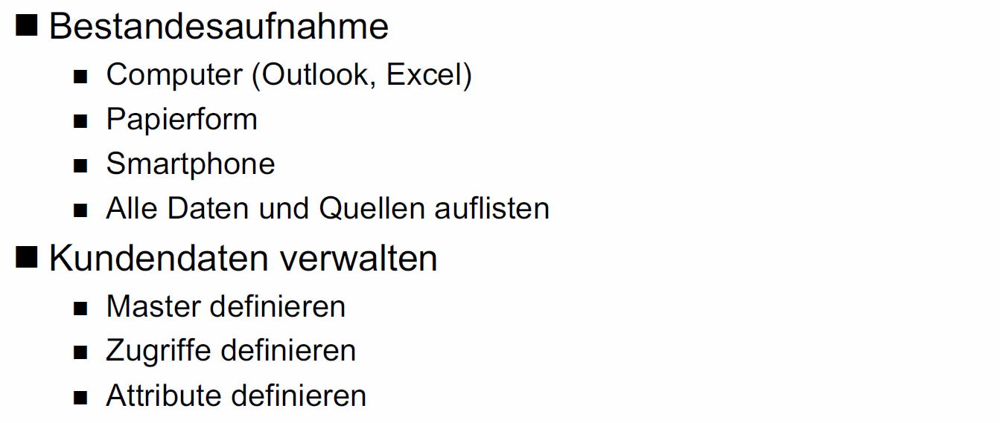 Bestandesaufnahme
Computer (Outlook, Excel)
Papierform
Smartphone
Alle Daten und Quellen auflisten
Kundendaten verwalten
Master definieren
Zugriffe definieren
Attribute definieren